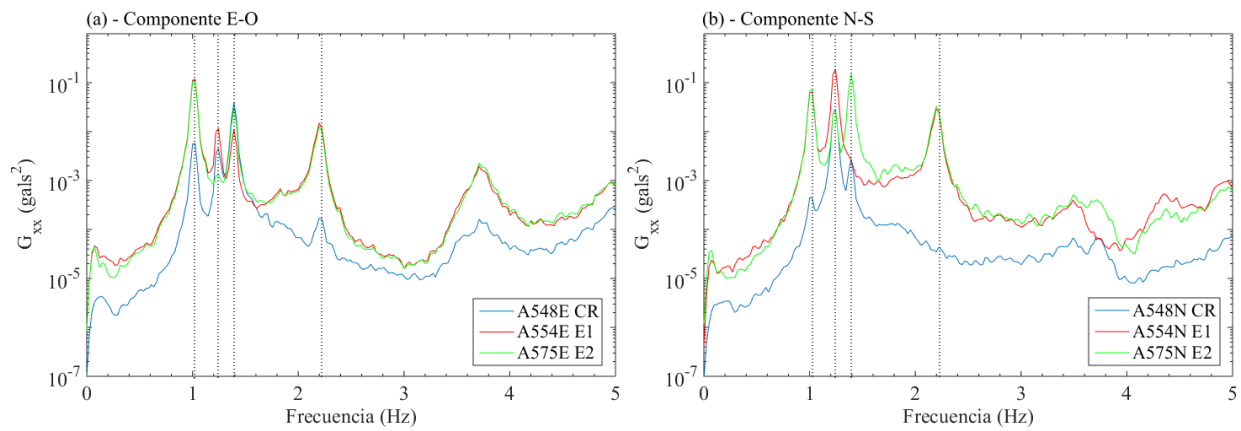 (a) - Componente E-O
G_xx (gals^2)
10^-1
10^-3
10^-5
10^-7
0 1 2 3 4 5
Frecuencia (Hz)
A548E CR
A554E E1
A575E E2
(b) - Componente N-S
G_xx (gals^2)
10^-1
10^-3
10^-5
10^-7
0 1 2 3 4 5
Frecuencia (Hz)
A548N CR
A554N E1
A575N E2